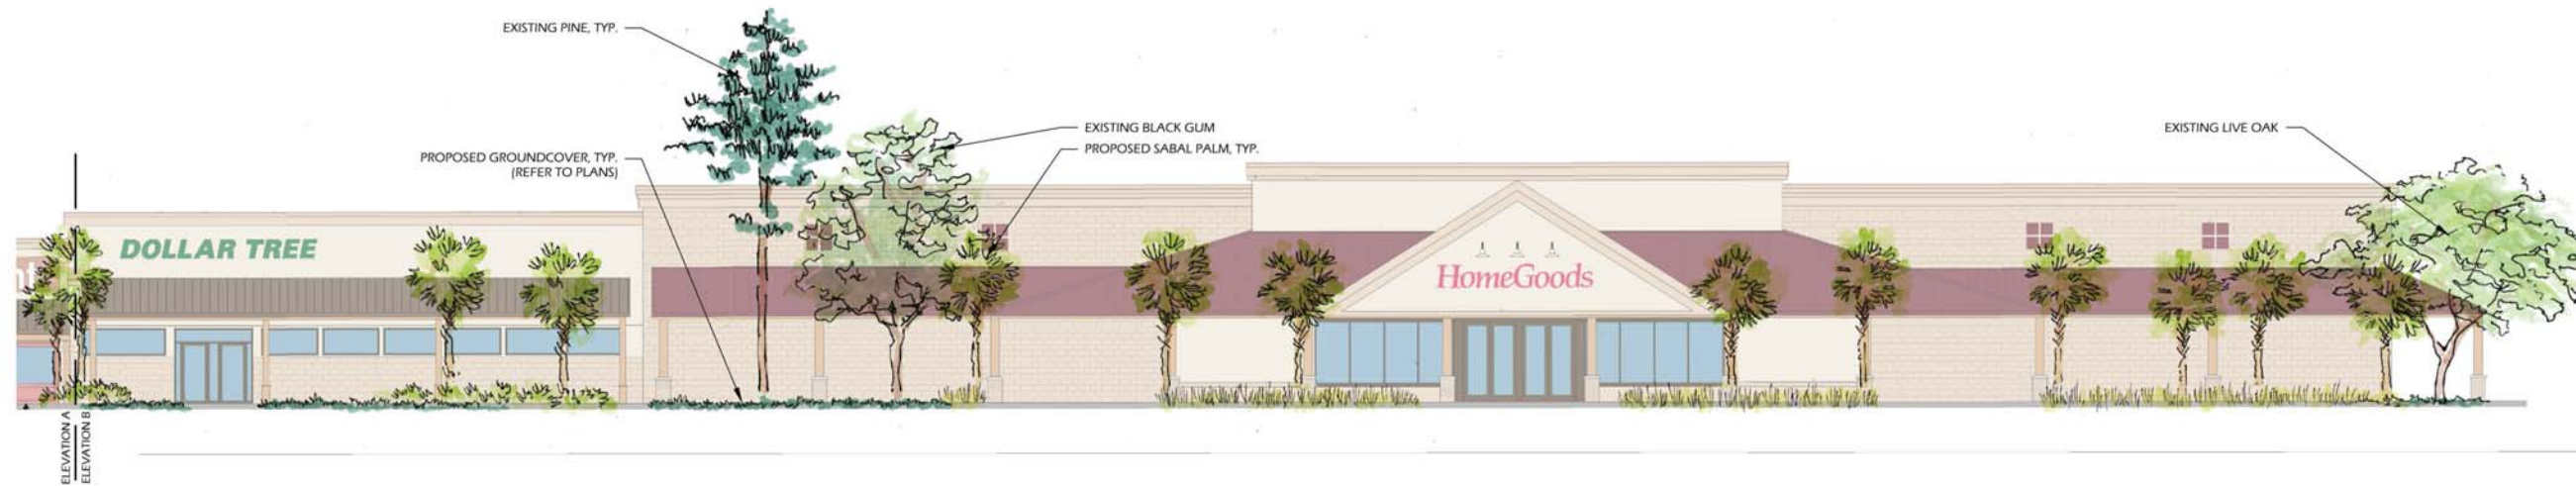 EXISTING PINE, TYP.
EXISTING BLACK GUM
PROPOSED SABAL PALM, TYP.
EXISTING LIVE OAK
PROPOSED GROUNDCOVER, TYP.
(REFER TO PLANS)
DOLLAR TREE
HomeGoods
ELEVATION A
ELEVATION B